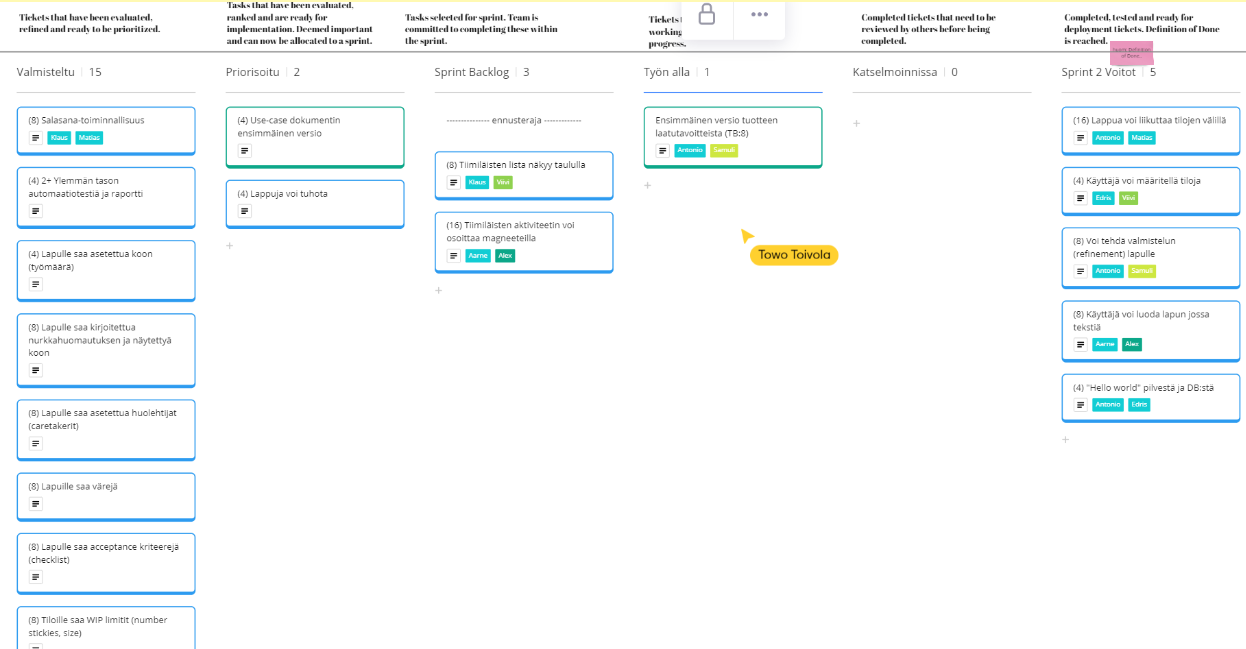 Tickets that have been evaluated,
refined and ready to be prioritized.
Tasks that have been evaluated,
ranked and are ready for
implementation. Deemed important
and can now be allocated to a sprint.
Tasks selected for sprint. Team is
committed to completing these within
the sprint.
Tickets
working
progress.
Completed tickets that need to be
reviewed by others before being
completed.
Completed, tested and ready for
deployment tickets. Definition of Done
is reached.
Definition
of Done.
Valmisteltu | 15
(8) Salasana-toiminnallisuus
Klaus Matias
(4) 2+ Ylemmän tason
automaatiotestiä ja raportti
(4) Lapulle saa asetettua koon
(työmäärä)
(8) Lapulle saa kirjoitettua
nurkkahuomautuksen ja näytettyä
koon
(8) Lapulle saa asetettua huolehtijat
(caretakerit)
(8) Lapuille saa värejä
(8) Lapulle saa acceptance kriteerejä
(checklist)
(8) Tiloille saa WIP limitit (number
stickies, size)
Priorisoitu | 2
(4) Use-case dokumentin
ensimmäinen versio
(4) Lappuja voi tuhota
+
Sprint Backlog | 3
--------------- ennusteraja -------------
(8) Tiimiläisten lista näkyy taululla
Klaus Viivi
(16) Tiimiläisten aktiviteetin voi
osoittaa magneeteilla
Aarne Alex
+
Työn alla | 1
Ensimmäinen versio tuotteen
laatutavoitteista (TB:8)
Antonio Samuli
+
Towo Toivola
Katselmoinnissa | 0
+
Sprint 2 Voitot | 5
(16) Lappua voi liikuttaa tilojen välillä
Antonio Matias
(4) Käyttäjä voi määritellä tiloja
Edris Viivi
(8) Voi tehdä valmistelun
(refinement) lapulle
Antonio Samuli
(8) Käyttäjä voi luoda lapun jossa
tekstiä
Aarne Alex
(4) "Hello world" pilvestä ja DB:stä
Antonio Edris
+